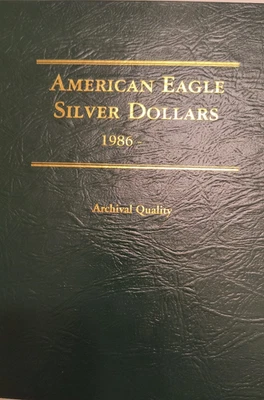 AMERICAN EAGLE
SILVER DOLLARS
1986 -
Archival Quality